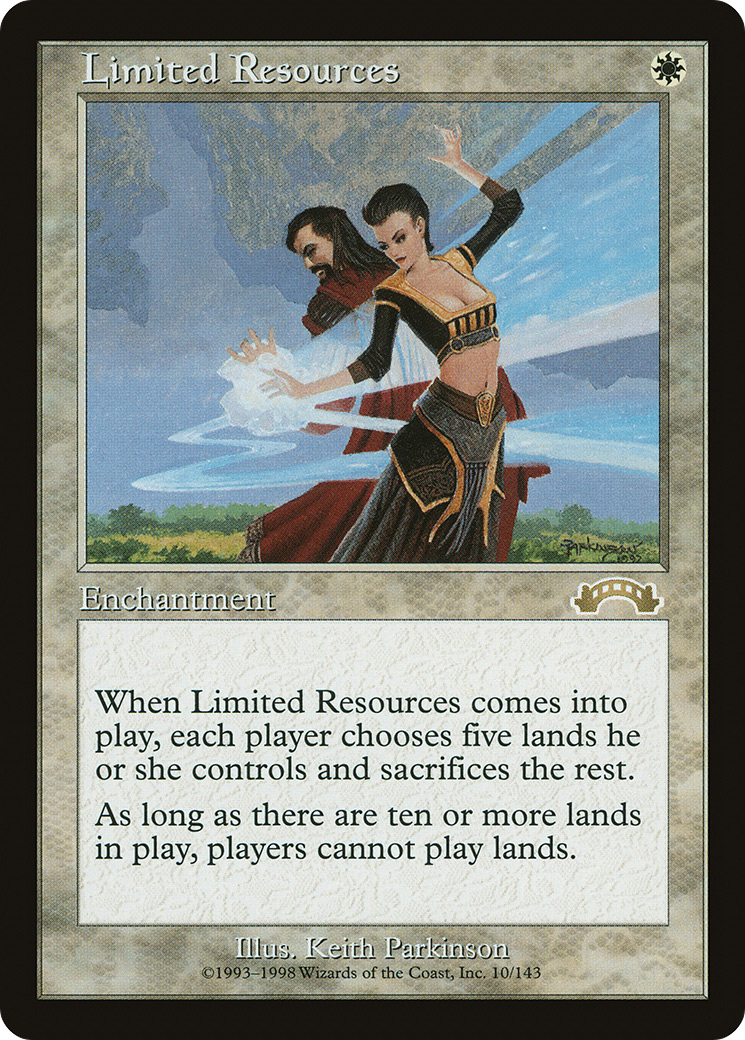 Limited Resources
Parkinson
Enchantment
When Limited Resources comes into
play, each player chooses five lands he
or she controls and sacrifices the rest.
As long as there are ten or more lands
in play, players cannot play lands.
Illus. Keith Parkinson
©1993–1998 Wizards of the Coast, Inc. 10/143